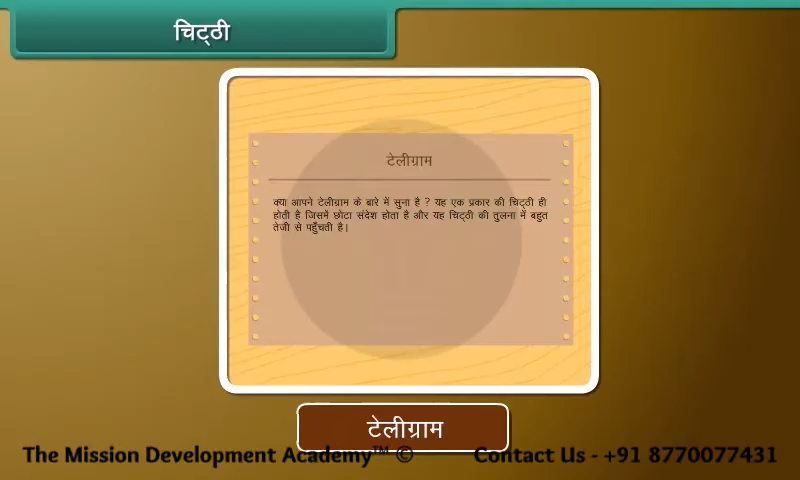 चिट्ठी
टेलीग्राम
क्या आपने टेलीग्राम के बारे में सुना है ? यह एक प्रकार की चिट्ठी ही
होती है जिसमें छोटा संदेश होता है और यह चिट्ठी की तुलना में बहुत
तेजी से पहुँचती है।
टेलीग्राम
The Mission Development Academy™ © Contact Us - +91 8770077431